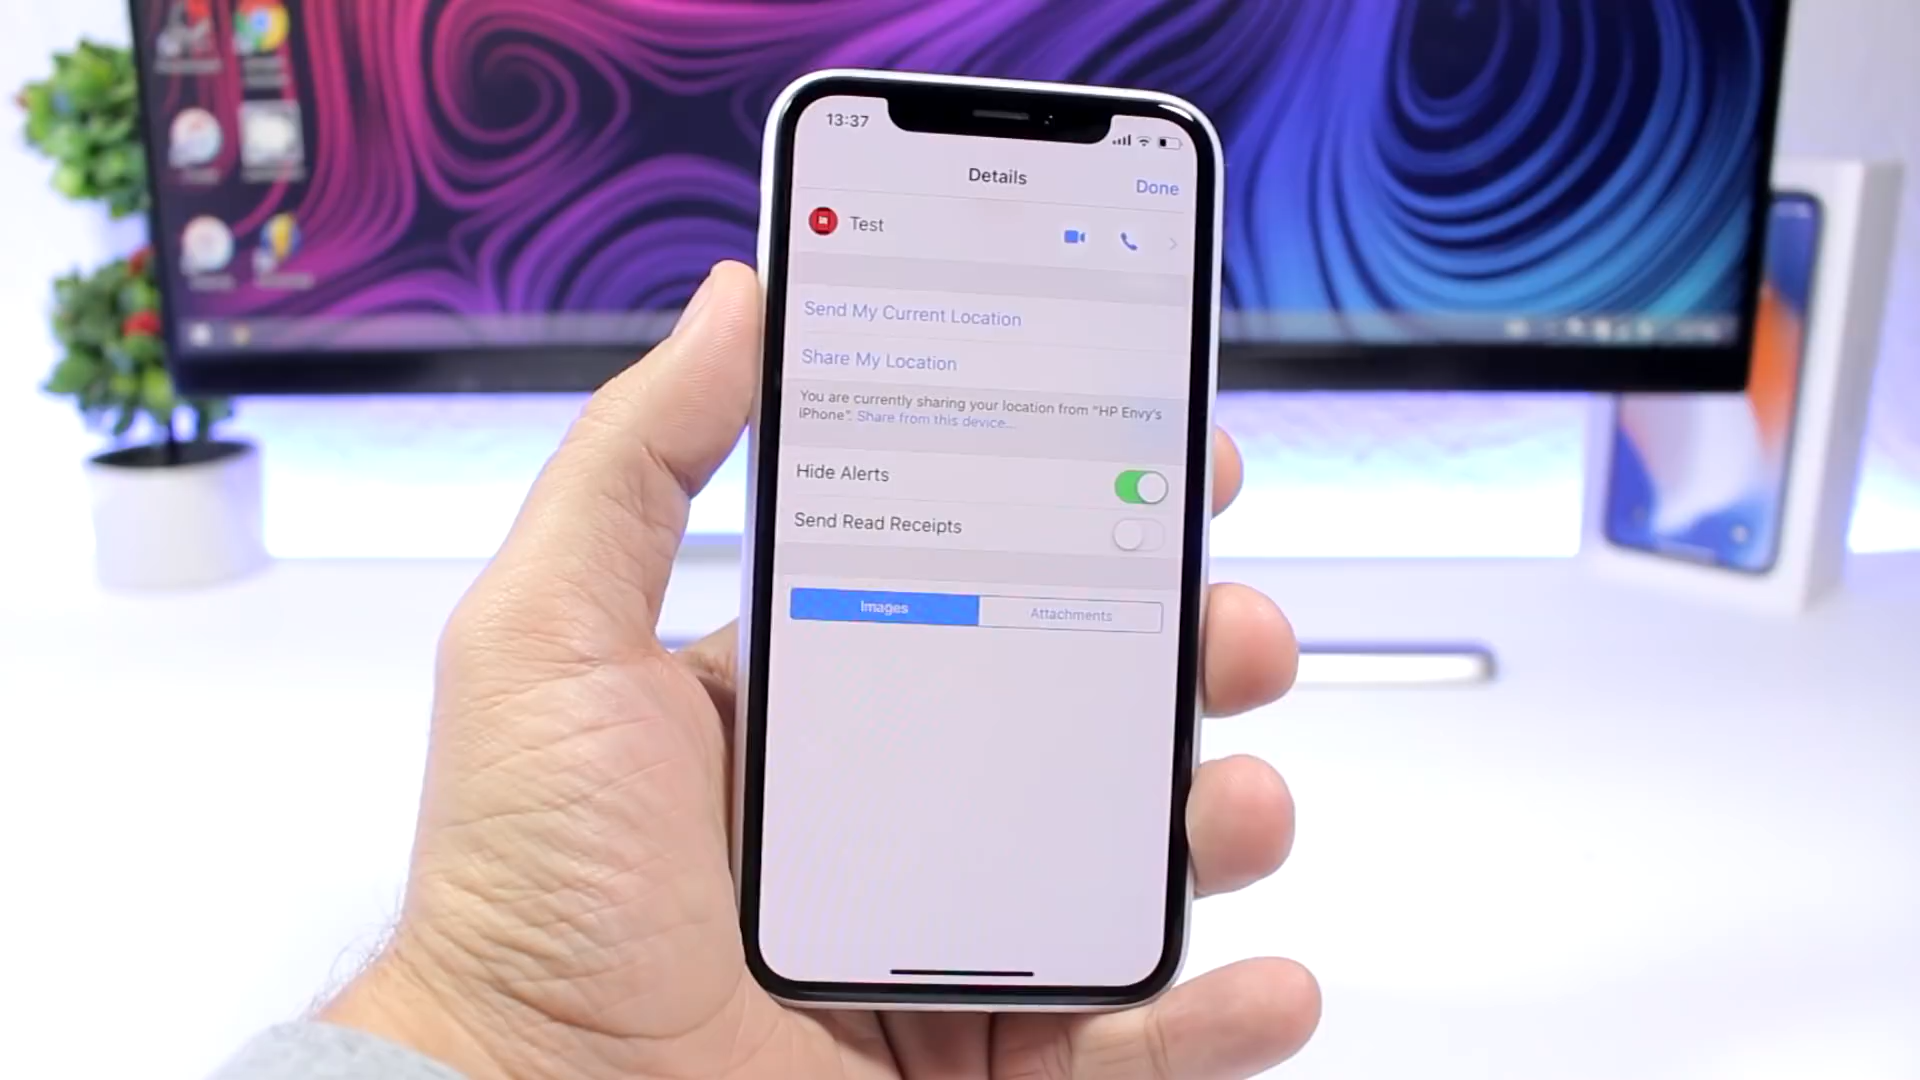 13:37
Details
Done
Test
Send My Current Location
Share My Location
You are currently sharing your location from "HP Envy's
iPhone". Share from this device...
Hide Alerts
Send Read Receipts
Images
Attachments